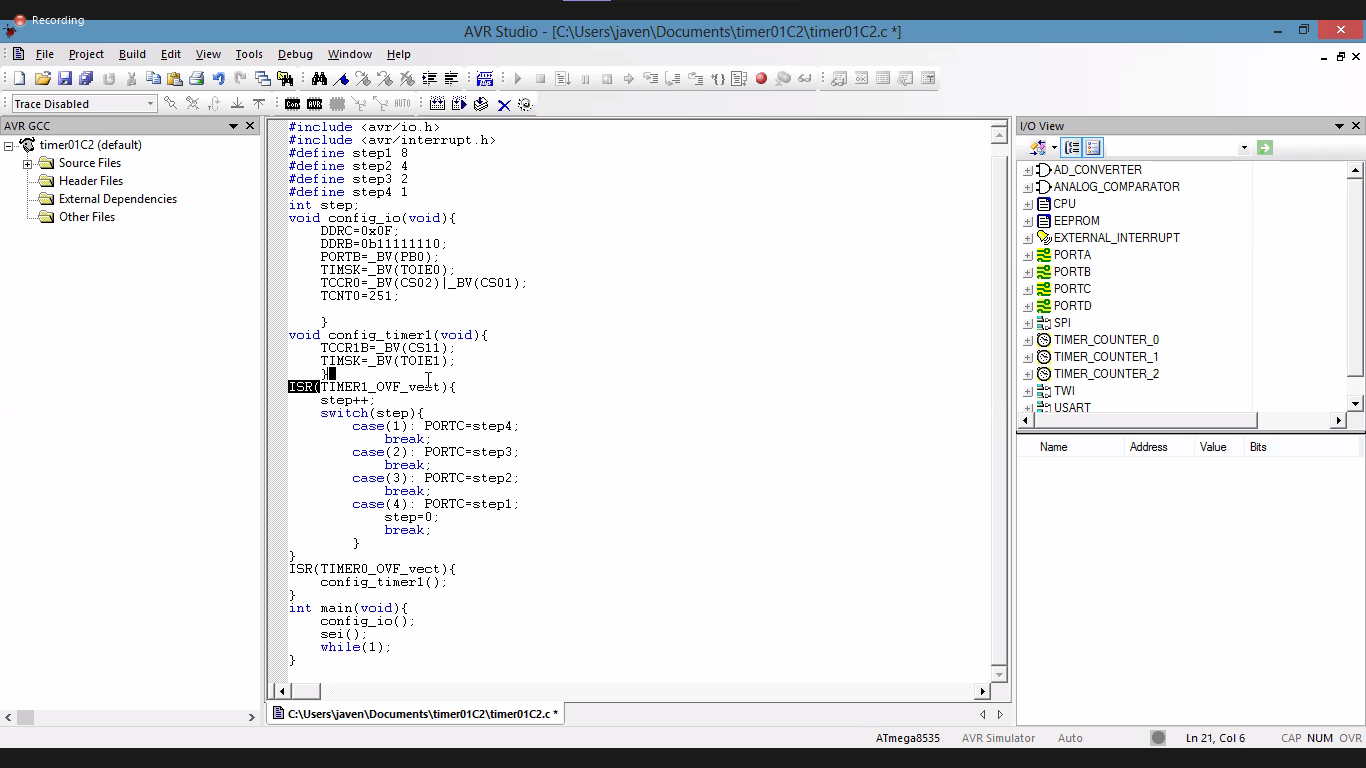 Recording
AVR Studio - [C:\Users\javen\Documents\timer01C2\timer01C2.c *]
File Project Build Edit View Tools Debug Window Help
Trace Disabled
Con AVR AUTO
AVR GCC
timer01C2 (default)
Source Files
Header Files
External Dependencies
Other Files
#include <avr/io.h>
#include <avr/interrupt.h>
#define step1 8
#define step2 4
#define step3 2
#define step4 1
int step;
void config_io(void){
DDRC=0x0F;
DDRB=0b11111110;
PORTB=_BV(PB0);
TIMSK=_BV(TOIE0);
TCCR0=_BV(CS02)|_BV(CS01);
TCNT0=251;
}
void config_timer1(void){
TCCR1B=_BV(CS11);
TIMSK=_BV(TOIE1);
}
ISR(TIMER1_OVF_vect){
step++;
switch(step){
case(1): PORTC=step4;
break;
case(2): PORTC=step3;
break;
case(3): PORTC=step2;
break;
case(4): PORTC=step1;
step=0;
break;
}
}
ISR(TIMER0_OVF_vect){
config_timer1();
}
int main(void){
config_io();
sei();
while(1);
}
C:\Users\javen\Documents\timer01C2\timer01C2.c *
I/O View
AD_CONVERTER
ANALOG_COMPARATOR
CPU
EEPROM
EXTERNAL_INTERRUPT
PORTA
PORTB
PORTC
PORTD
SPI
TIMER_COUNTER_0
TIMER_COUNTER_1
TIMER_COUNTER_2
TWI
USART
Name Address Value Bits
ATmega8535 AVR Simulator Auto Ln 21, Col 6 CAP NUM OVR